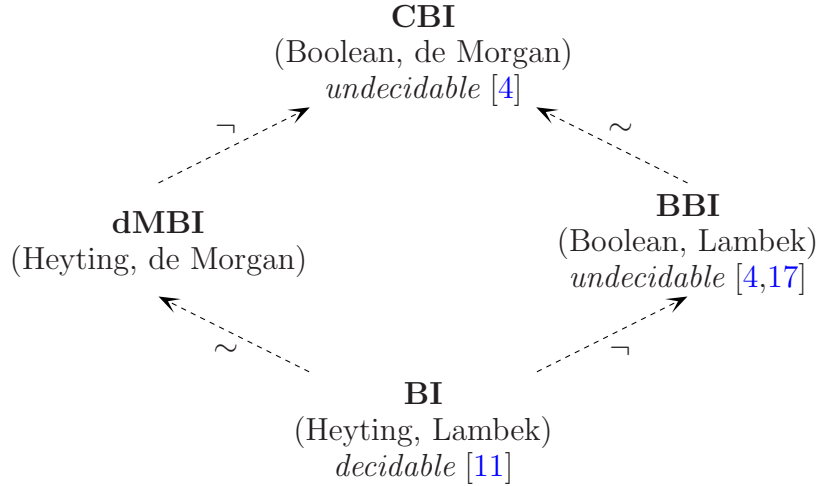 CBI
(Boolean, de Morgan)
undecidable [4]
¬
∼
dMBI
(Heyting, de Morgan)
BBI
(Boolean, Lambek)
undecidable [4,17]
∼
¬
BI
(Heyting, Lambek)
decidable [11]